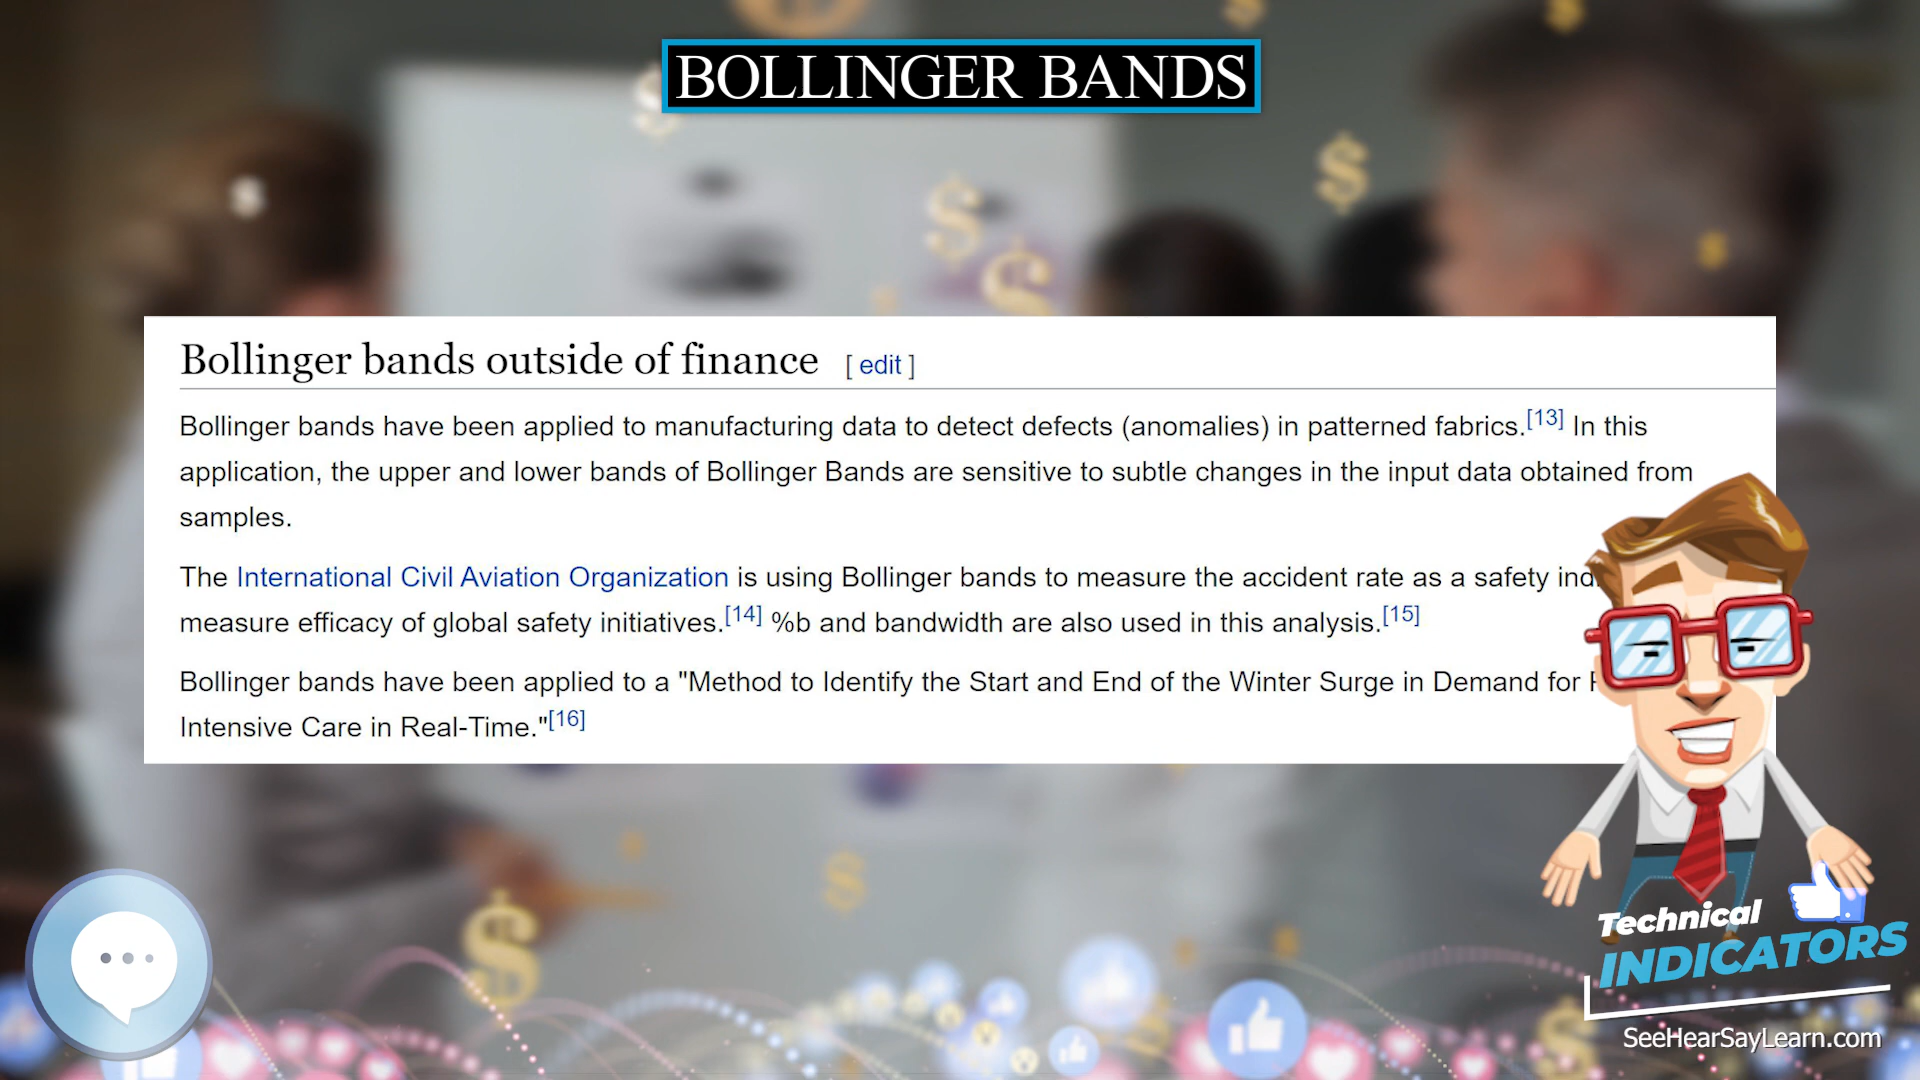 BOLLINGER BANDS
Bollinger bands outside of finance [ edit ]
Bollinger bands have been applied to manufacturing data to detect defects (anomalies) in patterned fabrics.[13] In this
application, the upper and lower bands of Bollinger Bands are sensitive to subtle changes in the input data obtained from
samples.
The International Civil Aviation Organization is using Bollinger bands to measure the accident rate as a safety
measure efficacy of global safety initiatives.[14] %b and bandwidth are also used in this analysis.[15]
Bollinger bands have been applied to a "Method to Identify the Start and End of the Winter Surge in Demand for
Intensive Care in Real-Time."[16]
Technical
INDICATORS
SeeHearSayLearn.com